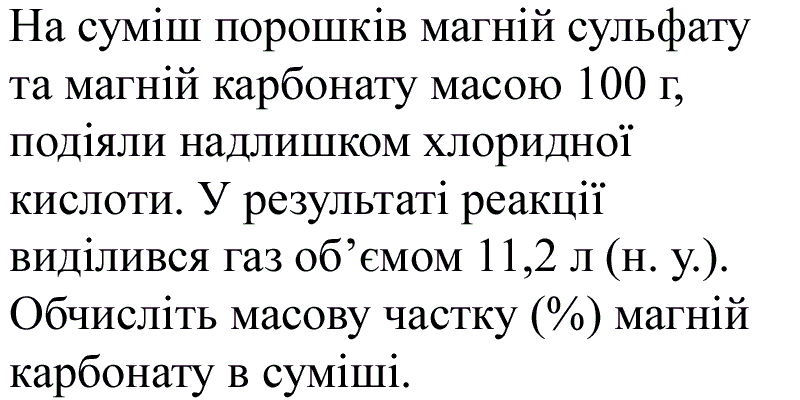 На суміш порошків магній сульфату
та магній карбонату масою 100 г,
подіяли надлишком хлоридної
кислоти. У результаті реакції
виділився газ об’ємом 11,2 л (н. у.).
Обчисліть масову частку (%) магній
карбонату в суміші.